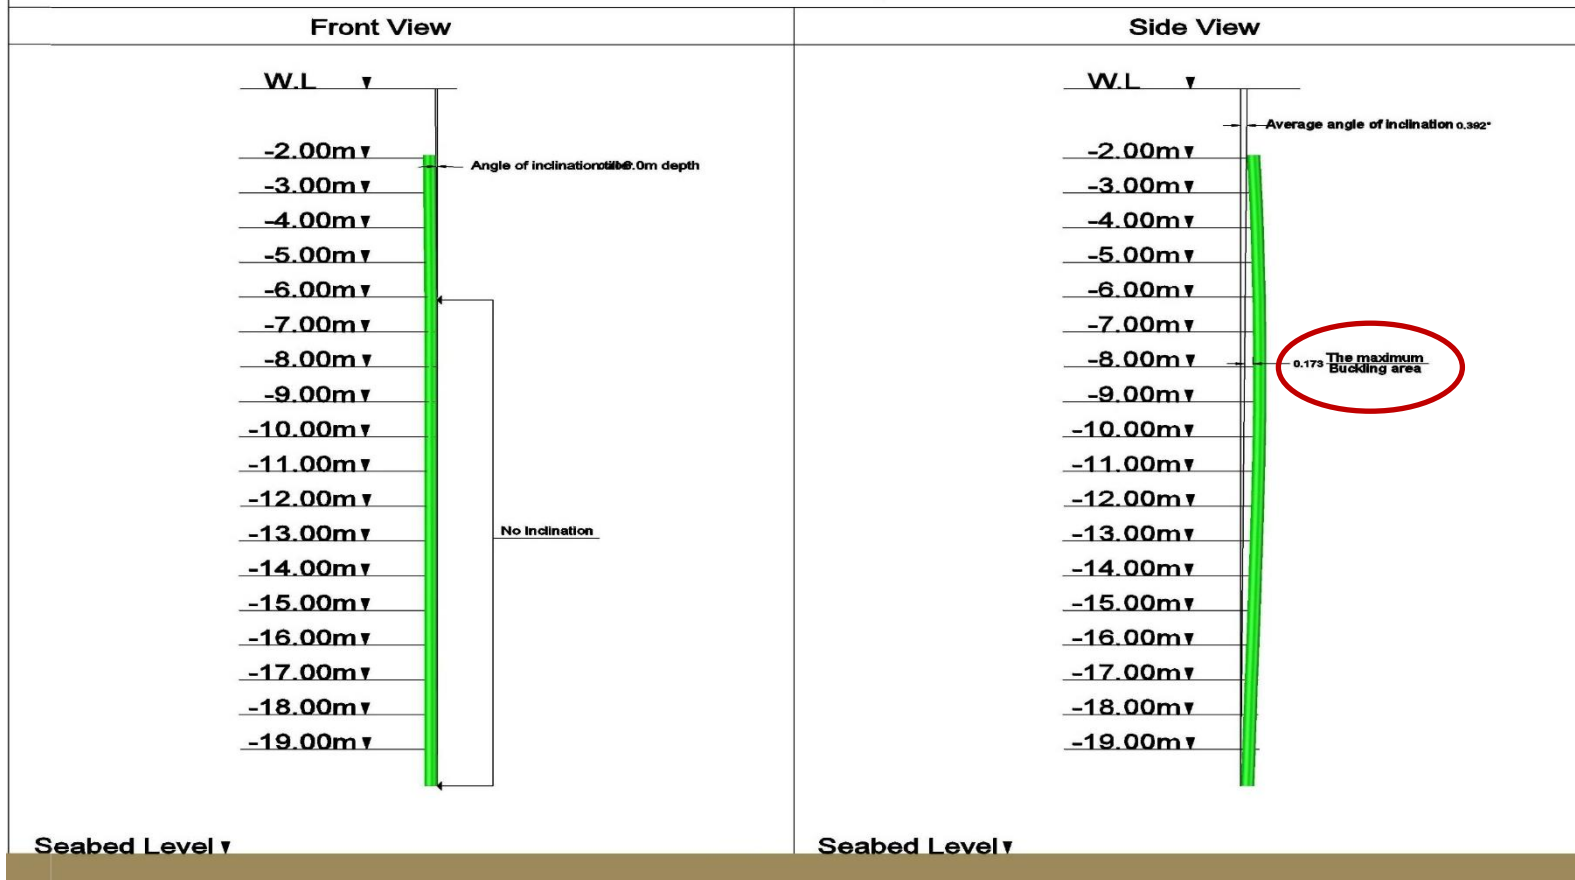 Front View
Side View
W.L
-2.00m
Angle of inclination 6.0m depth
-3.00m
-4.00m
-5.00m
-6.00m
-7.00m
-8.00m
-9.00m
-10.00m
-11.00m
-12.00m
-13.00m
No Inclination
-14.00m
-15.00m
-16.00m
-17.00m
-18.00m
-19.00m
Seabed Level
W.L
Average angle of inclination 0.392°
-2.00m
-3.00m
-4.00m
-5.00m
-6.00m
-7.00m
-8.00m
0.173 The maximum
Buckling area
-9.00m
-10.00m
-11.00m
-12.00m
-13.00m
-14.00m
-15.00m
-16.00m
-17.00m
-18.00m
-19.00m
Seabed Level